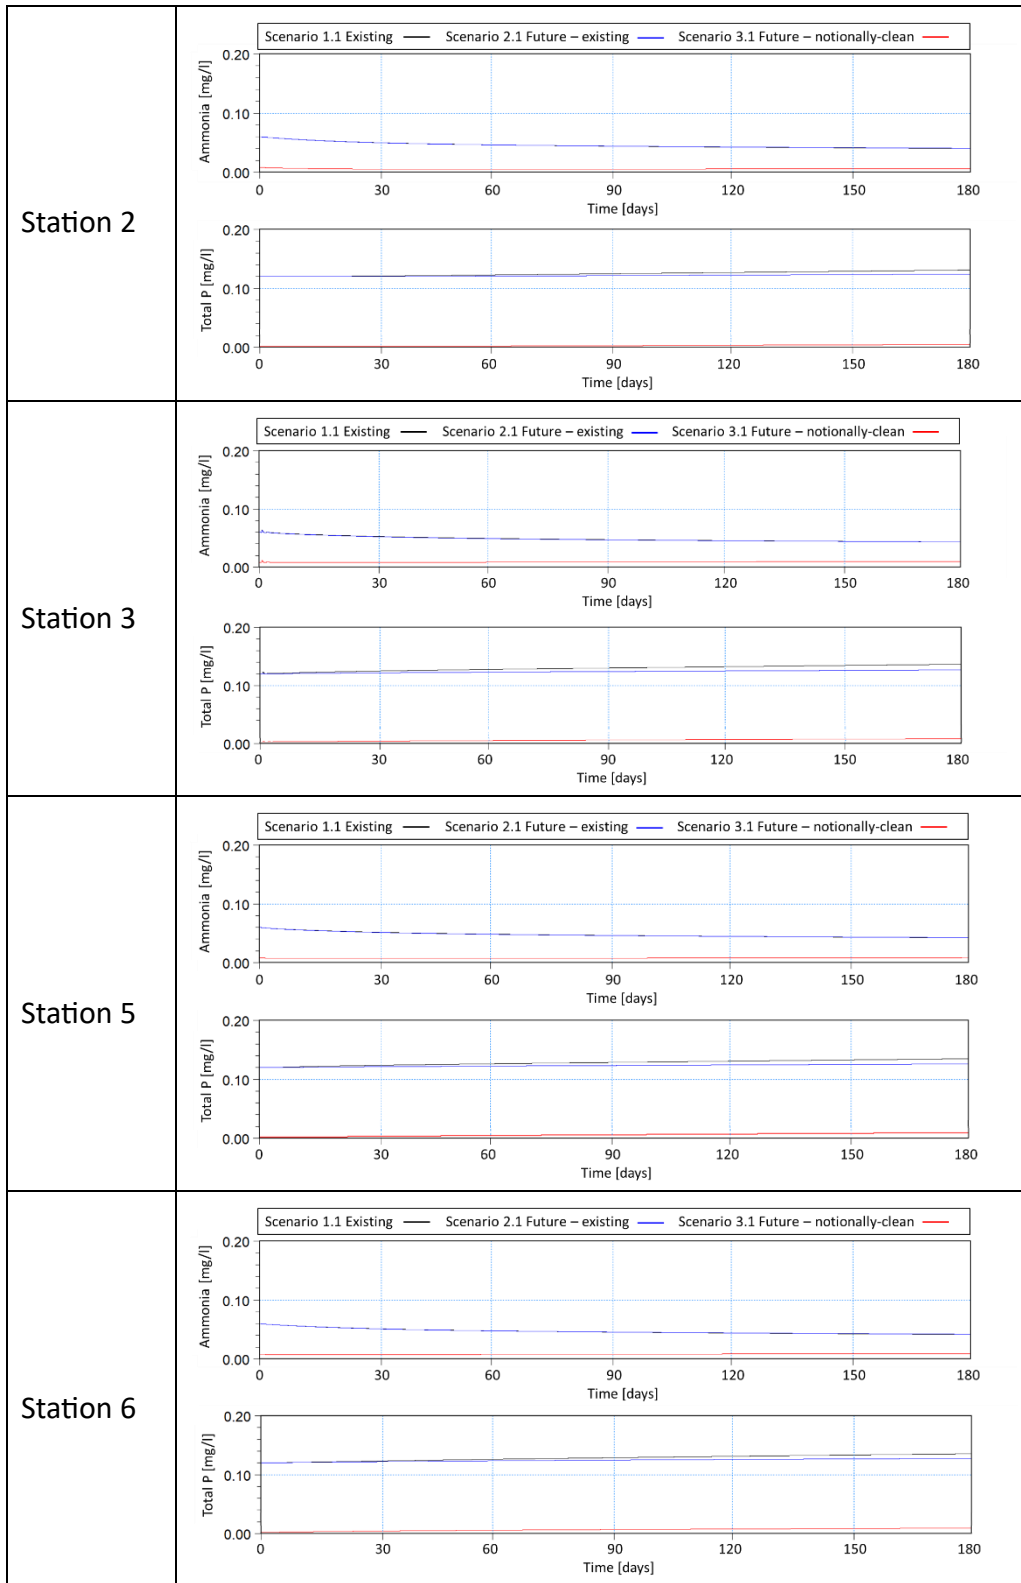 Station 2
Scenario 1.1 Existing Scenario 2.1 Future – existing Scenario 3.1 Future – notionally-clean
Ammonia [mg/l]
0.20
0.10
0.00
0 30 60 90 120 150 180
Time [days]
Total P [mg/l]
0.20
0.10
0.00
0 30 60 90 120 150 180
Time [days]
Station 3
Scenario 1.1 Existing Scenario 2.1 Future – existing Scenario 3.1 Future – notionally-clean
Ammonia [mg/l]
0.20
0.10
0.00
0 30 60 90 120 150 180
Time [days]
Total P [mg/l]
0.20
0.10
0.00
0 30 60 90 120 150 180
Time [days]
Station 5
Scenario 1.1 Existing Scenario 2.1 Future – existing Scenario 3.1 Future – notionally-clean
Ammonia [mg/l]
0.20
0.10
0.00
0 30 60 90 120 150 180
Time [days]
Total P [mg/l]
0.20
0.10
0.00
0 30 60 90 120 150 180
Time [days]
Station 6
Scenario 1.1 Existing Scenario 2.1 Future – existing Scenario 3.1 Future – notionally-clean
Ammonia [mg/l]
0.20
0.10
0.00
0 30 60 90 120 150 180
Time [days]
Total P [mg/l]
0.20
0.10
0.00
0 30 60 90 120 150 180
Time [days]